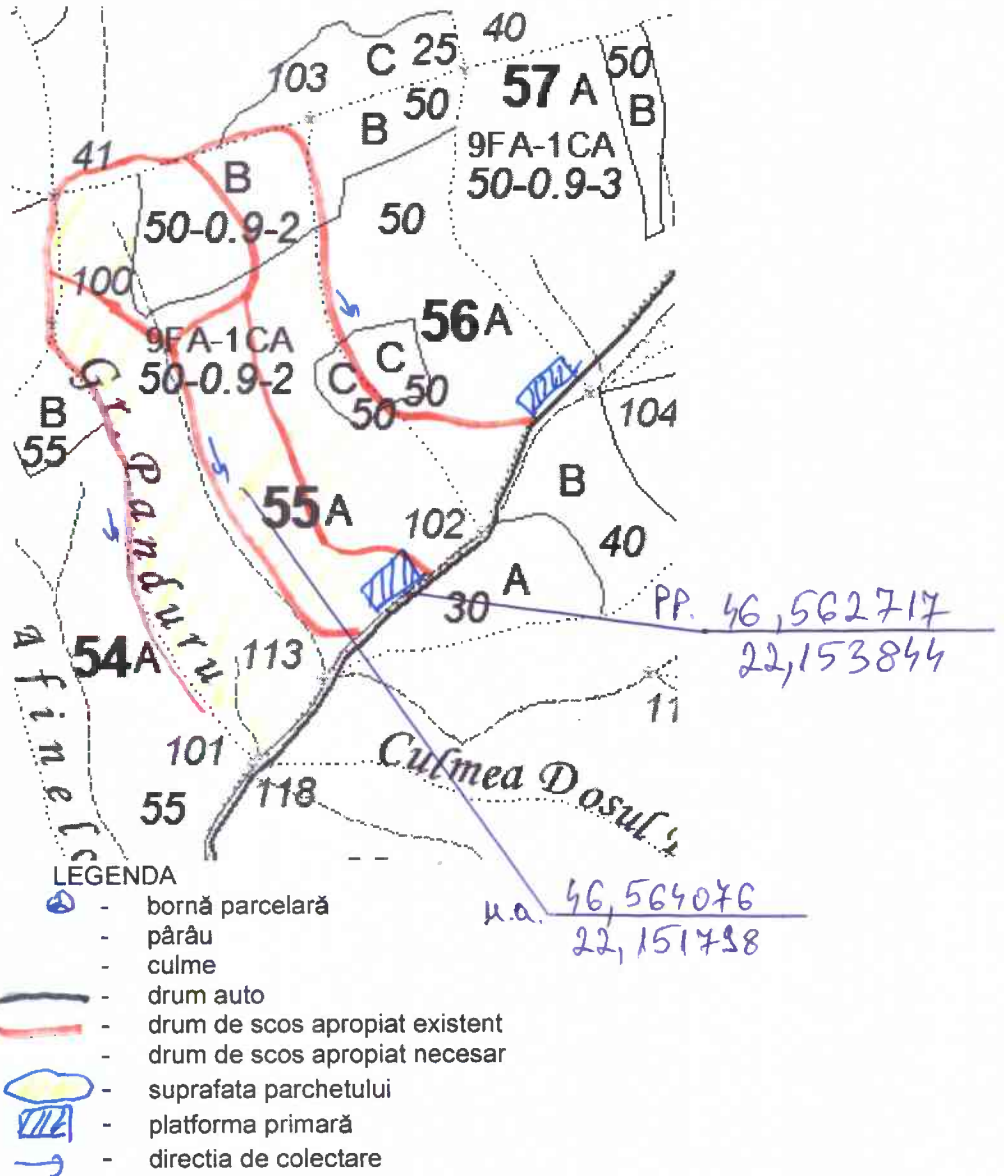 103
C 25
40
50
57 A
B 50
B
9FA-1CA
50-0.9-3
41
B
50-0.9-2
50
100
56 A
9FA-1CA
50-0.9-2
C
C 50
50
B
55
104
Gr. Panduru
55 A
102
B
40
A
30
PP. 46,562717
22,153844
54 A
113
11
afinel
101
Culmea Dosul
118
55
LEGENDA
- bornă parcelară
- pârâu
- culme
- drum auto
- drum de scos apropiat existent
- drum de scos apropiat necesar
- suprafata parchetului
- platforma primară
- directia de colectare
u.a. 46,564076
22,151798